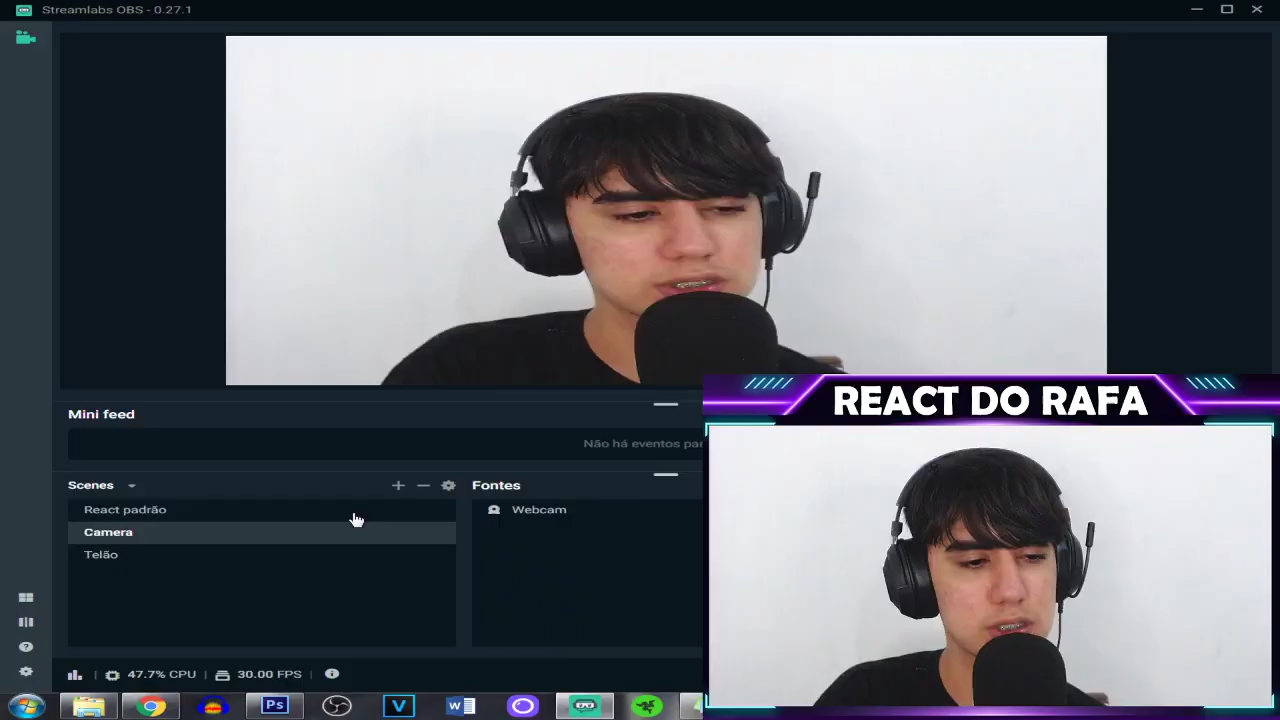 Streamlabs OBS - 0.27.1
Mini feed
Não há eventos par
Scenes
React padrão
Camera
Telão
Fontes
Webcam
47.7% CPU
30.00 FPS
REACT DO RAFA
Ps
V
W